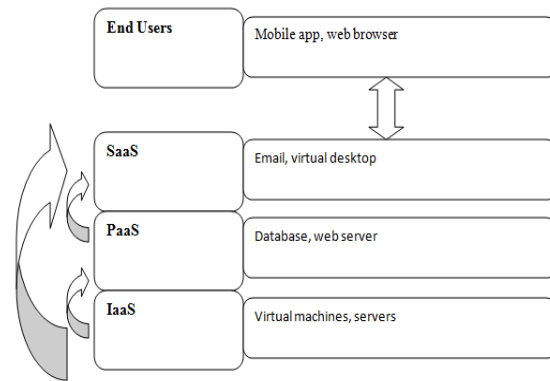 End Users
Mobile app, web browser
SaaS
Email, virtual desktop
PaaS
Database, web server
IaaS
Virtual machines, servers